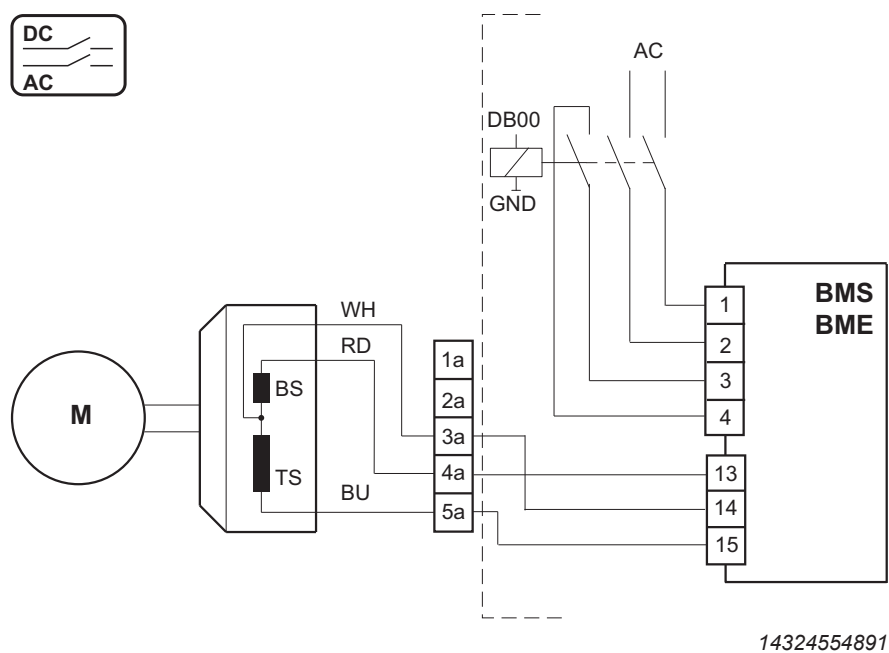 DC
AC
AC
DB00
GND
BMS
BME
1
2
3
4
13
14
15
WH
RD
BS
TS
BU
M
1a
2a
3a
4a
5a
14324554891